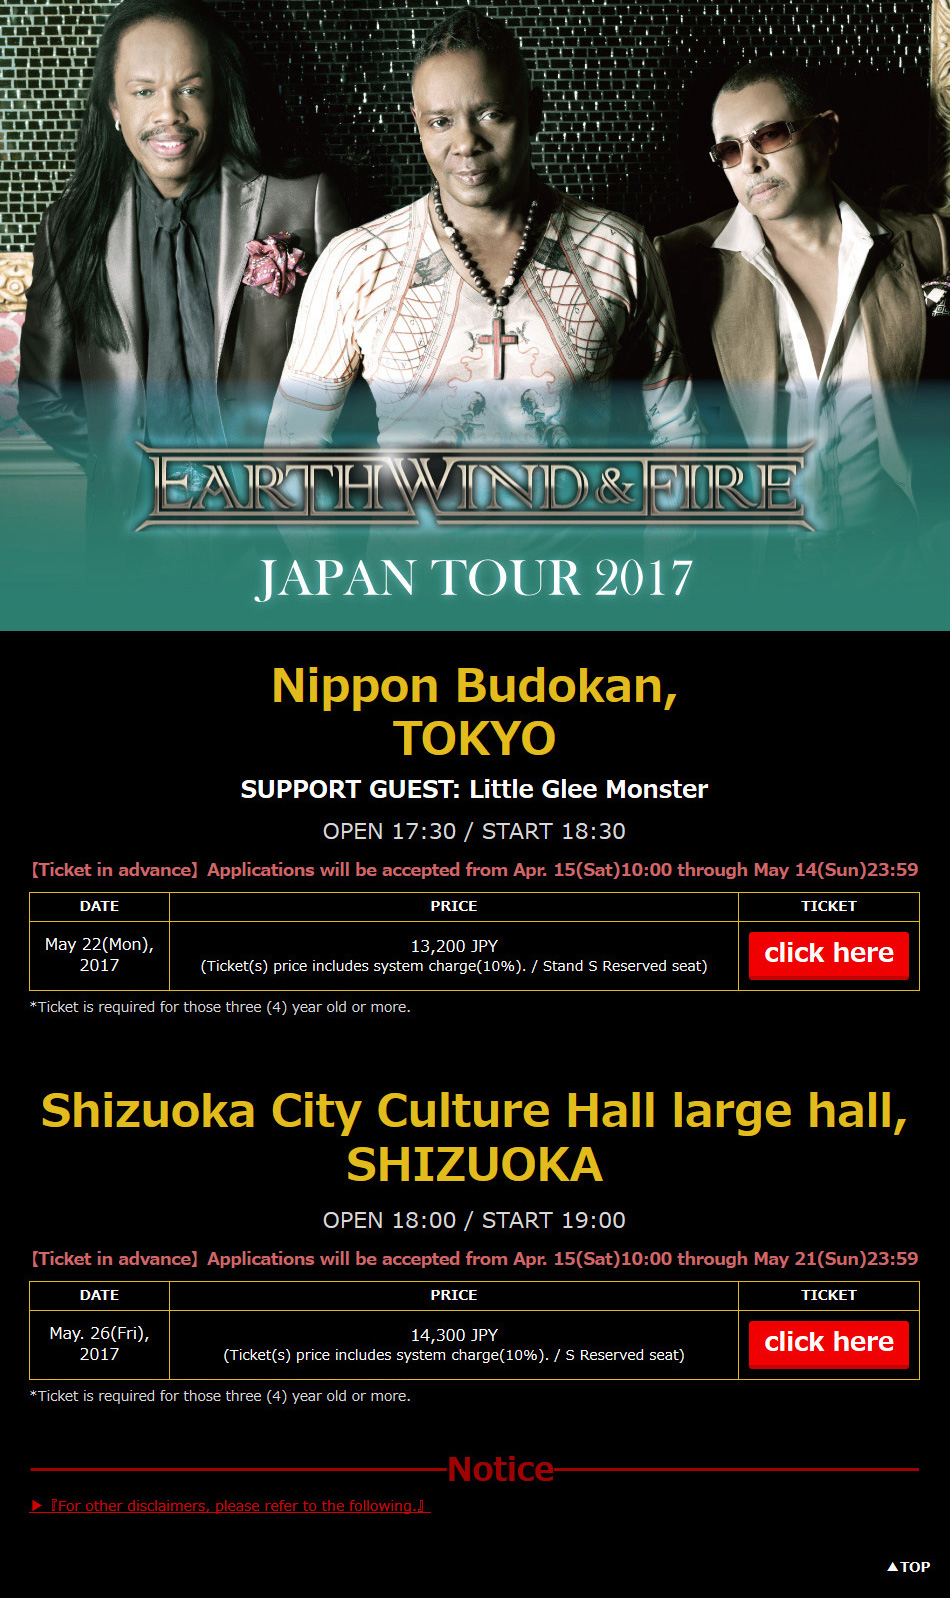 EARTH WIND & FIRE
JAPAN TOUR 2017
Nippon Budokan,
TOKYO
SUPPORT GUEST: Little Glee Monster
OPEN 17:30 / START 18:30
【Ticket in advance】Applications will be accepted from Apr. 15(Sat)10:00 through May 14(Sun)23:59
DATE PRICE TICKET
May 22(Mon),
2017
13,200 JPY
(Ticket(s) price includes system charge(10%). / Stand S Reserved seat)
click here
*Ticket is required for those three (4) year old or more.
Shizuoka City Culture Hall large hall,
SHIZUOKA
OPEN 18:00 / START 19:00
【Ticket in advance】Applications will be accepted from Apr. 15(Sat)10:00 through May 21(Sun)23:59
DATE PRICE TICKET
May. 26(Fri),
2017
14,300 JPY
(Ticket(s) price includes system charge(10%). / S Reserved seat)
click here
*Ticket is required for those three (4) year old or more.
Notice
▶『For other disclaimers, please refer to the following.』
▲TOP